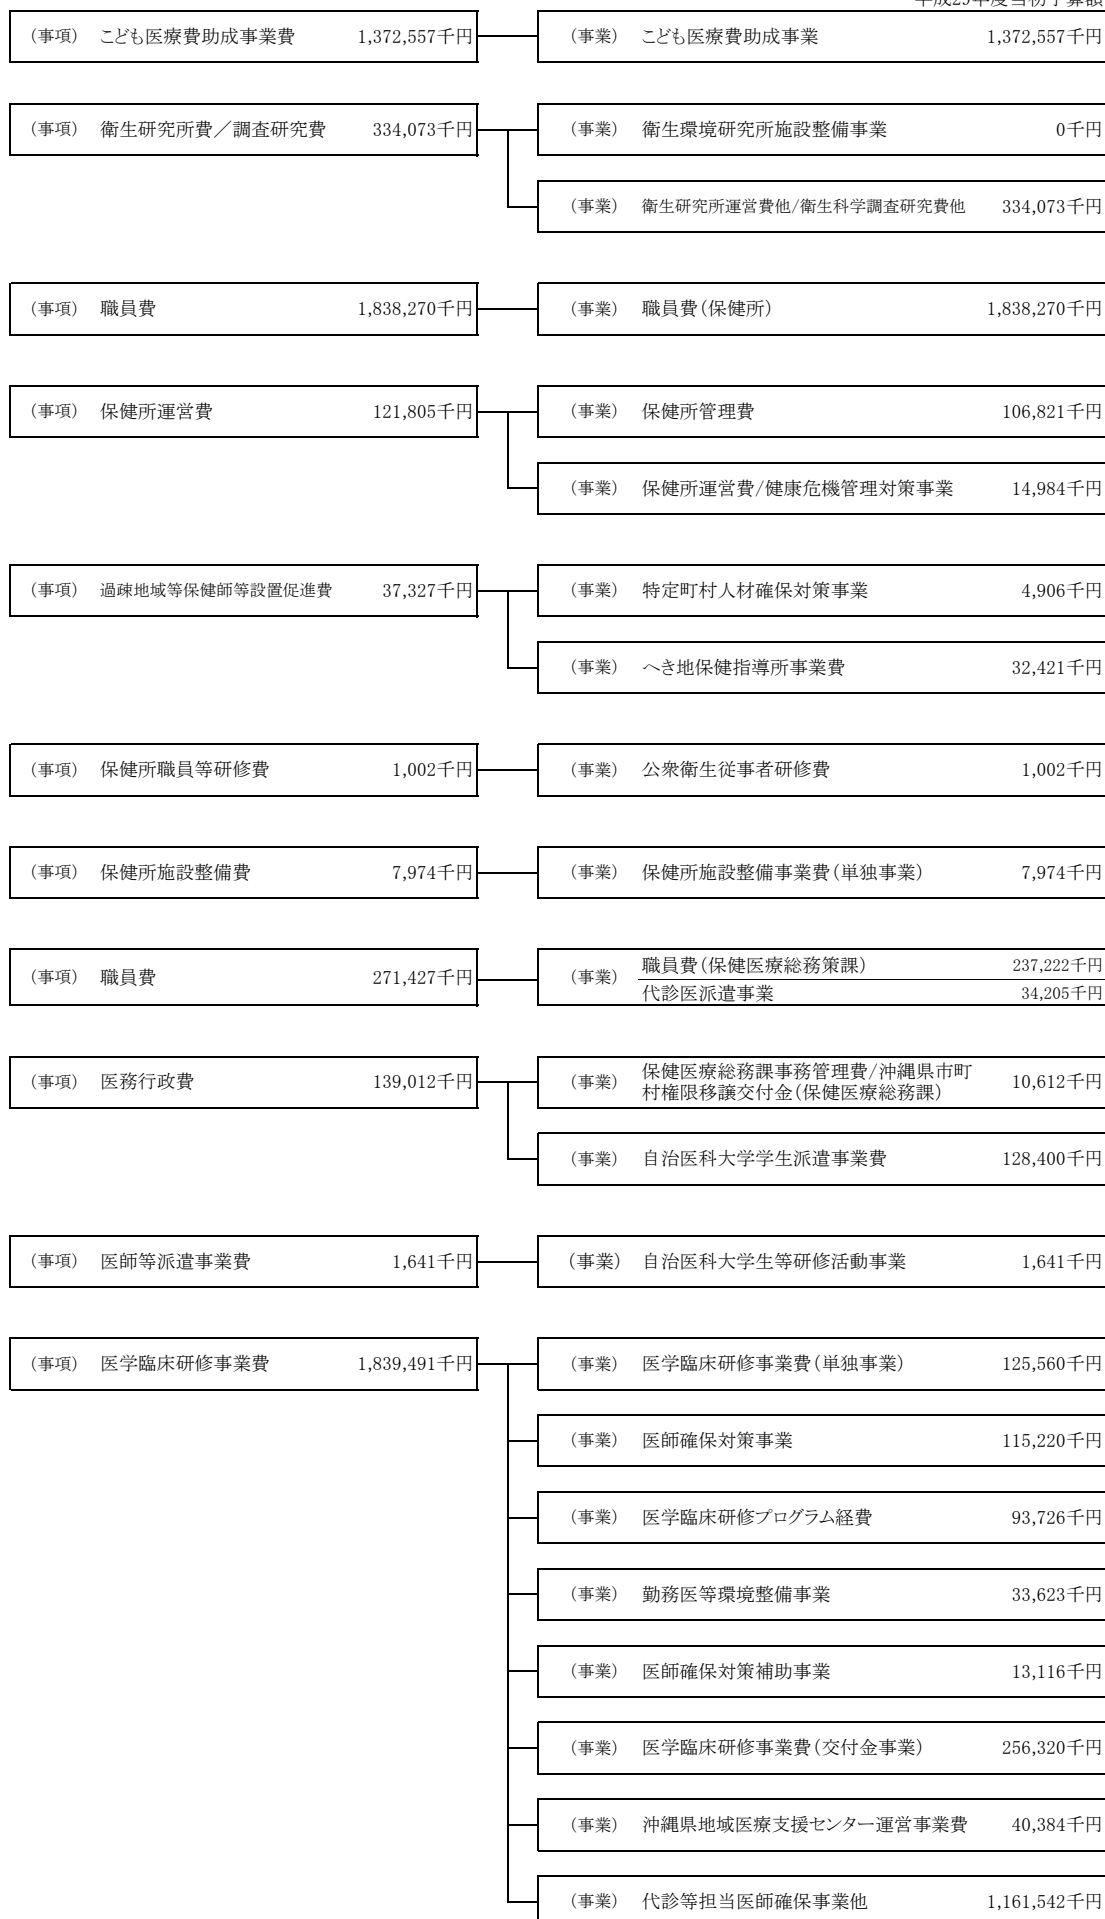 平成29年度当初予算額
(事項) こども医療費助成事業費 1,372,557千円 (事業) こども医療費助成事業 1,372,557千円
(事項) 衛生研究所費／調査研究費 334,073千円 (事業) 衛生環境研究所施設整備事業 0千円
(事業) 衛生研究所運営費他/衛生科学調査研究費他 334,073千円
(事項) 職員費 1,838,270千円 (事業) 職員費(保健所) 1,838,270千円
(事項) 保健所運営費 121,805千円 (事業) 保健所管理費 106,821千円
(事業) 保健所運営費/健康危機管理対策事業 14,984千円
(事項) 過疎地域等保健師等設置促進費 37,327千円 (事業) 特定町村人材確保対策事業 4,906千円
(事業) へき地保健指導所事業費 32,421千円
(事項) 保健所職員等研修費 1,002千円 (事業) 公衆衛生従事者研修費 1,002千円
(事項) 保健所施設整備費 7,974千円 (事業) 保健所施設整備事業費(単独事業) 7,974千円
(事項) 職員費 271,427千円 (事業) 職員費(保健医療総務策課) 237,222千円
代診医派遣事業 34,205千円
(事項) 医務行政費 139,012千円 (事業) 保健医療総務課事務管理費/沖縄県市町
村権限移譲交付金(保健医療総務課) 10,612千円
(事業) 自治医科大学学生派遣事業費 128,400千円
(事項) 医師等派遣事業費 1,641千円 (事業) 自治医科大学生等研修活動事業 1,641千円
(事項) 医学臨床研修事業費 1,839,491千円 (事業) 医学臨床研修事業費(単独事業) 125,560千円
(事業) 医師確保対策事業 115,220千円
(事業) 医学臨床研修プログラム経費 93,726千円
(事業) 勤務医等環境整備事業 33,623千円
(事業) 医師確保対策補助事業 13,116千円
(事業) 医学臨床研修事業費(交付金事業) 256,320千円
(事業) 沖縄県地域医療支援センター運営事業費 40,384千円
(事業) 代診等担当医師確保事業他 1,161,542千円